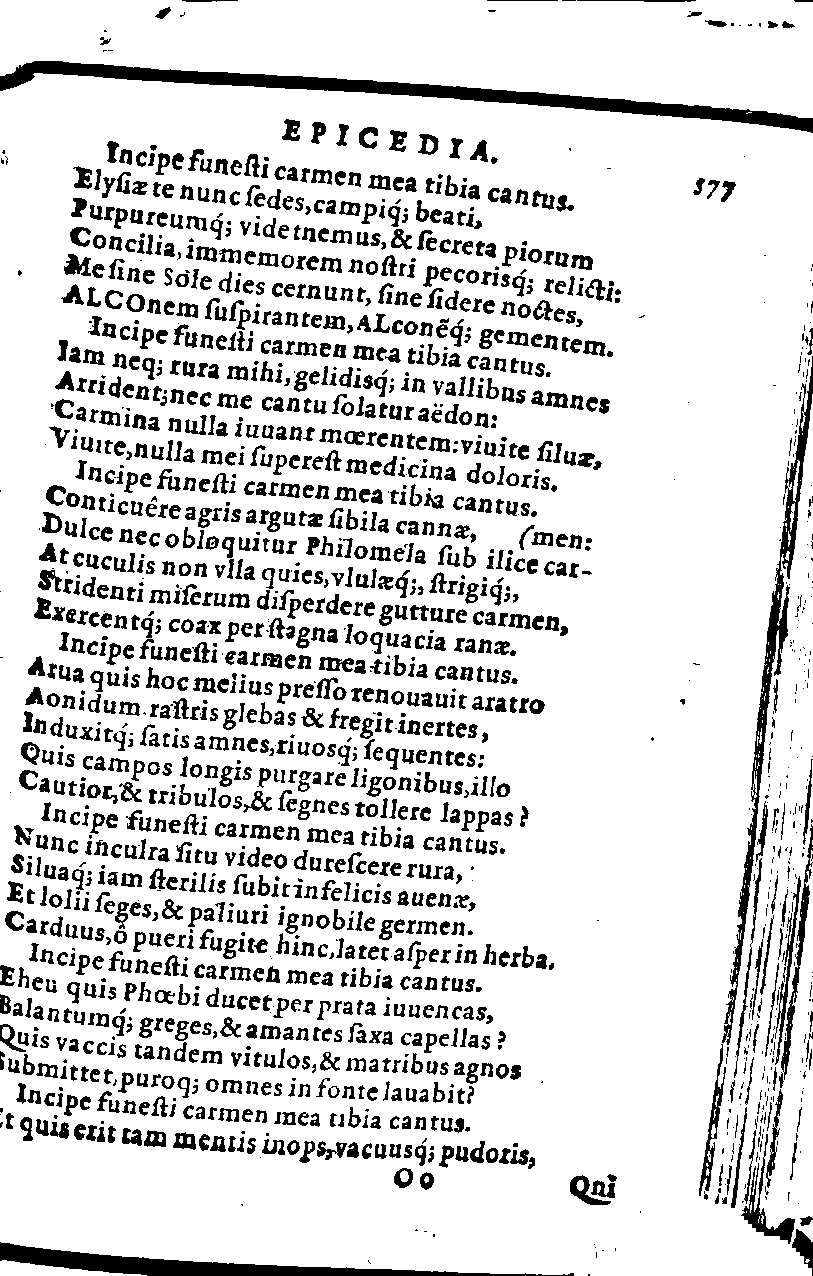 EPICEDIA.
577
Incipe funeſti carmen mea tibia cantus.
Elyſiæ te nunc ſedes, campiq́; beati,
Purpureumq́; vident nemus, & ſecreta piorum
Concilia, immemorem noſtri pecorisq́; relicti:
Me ſine Sole dies cernunt, ſine ſidere noctes,
ALCOnem ſuſpirantem, ALconẽq́; gementem.
Incipe funeſti carmen mea tibia cantus.
Iam neq; rura mihi, gelidisq́; in vallibus amnes
Arrident; nec me cantu ſolatur aëdon:
Carmina nulla iuuant mœrentem: viuite ſiluæ,
Viuite, nulla mei ſupereſt medicina doloris.
Incipe funeſti carmen mea tibia cantus.
Conticuêre agris argutæ ſibila cannæ, (men:
Dulce nec obloquitur Philomela ſub ilice car-
At cuculis non vlla quies, vlulæq́;, ſtrigiq́;,
Stridenti miſerum diſperdere gutture carmen,
Exercentq́; coax per ſtagna loquacia ranæ.
Incipe funeſti carmen mea tibia cantus.
Arua quis hoc melius preſſo renouauit aratro
Aonidum raſtris glebas & fregit inertes,
Induxitq́; ſatis amnes, riuosq́; ſequentes:
Quis campos longis purgare ligonibus, illo
Cautior, & tribulos, & ſegnes tollere lappas?
Incipe funeſti carmen mea tibia cantus.
Nunc inculta ſitu video dureſcere rura,
Siluaq́; iam ſterilis ſubit infelicis auenæ,
Et lolii ſeges, & paliuri ignobile germen.
Carduus, ô pueri fugite hinc, latet aſper in herba.
Incipe funeſti carmen mea tibia cantus.
Eheu quis Phœbi ducet per prata iuuencas,
Balantumq́; greges, & amantes ſaxa capellas?
Quis vaccis tandem vitulos, & matribus agnos
Submittet, puroq; omnes in fonte lauabit?
Incipe funeſti carmen mea tibia cantus.
Et quis erit tam mentis inops, vacuusq́; pudoris,
Oo
Qni